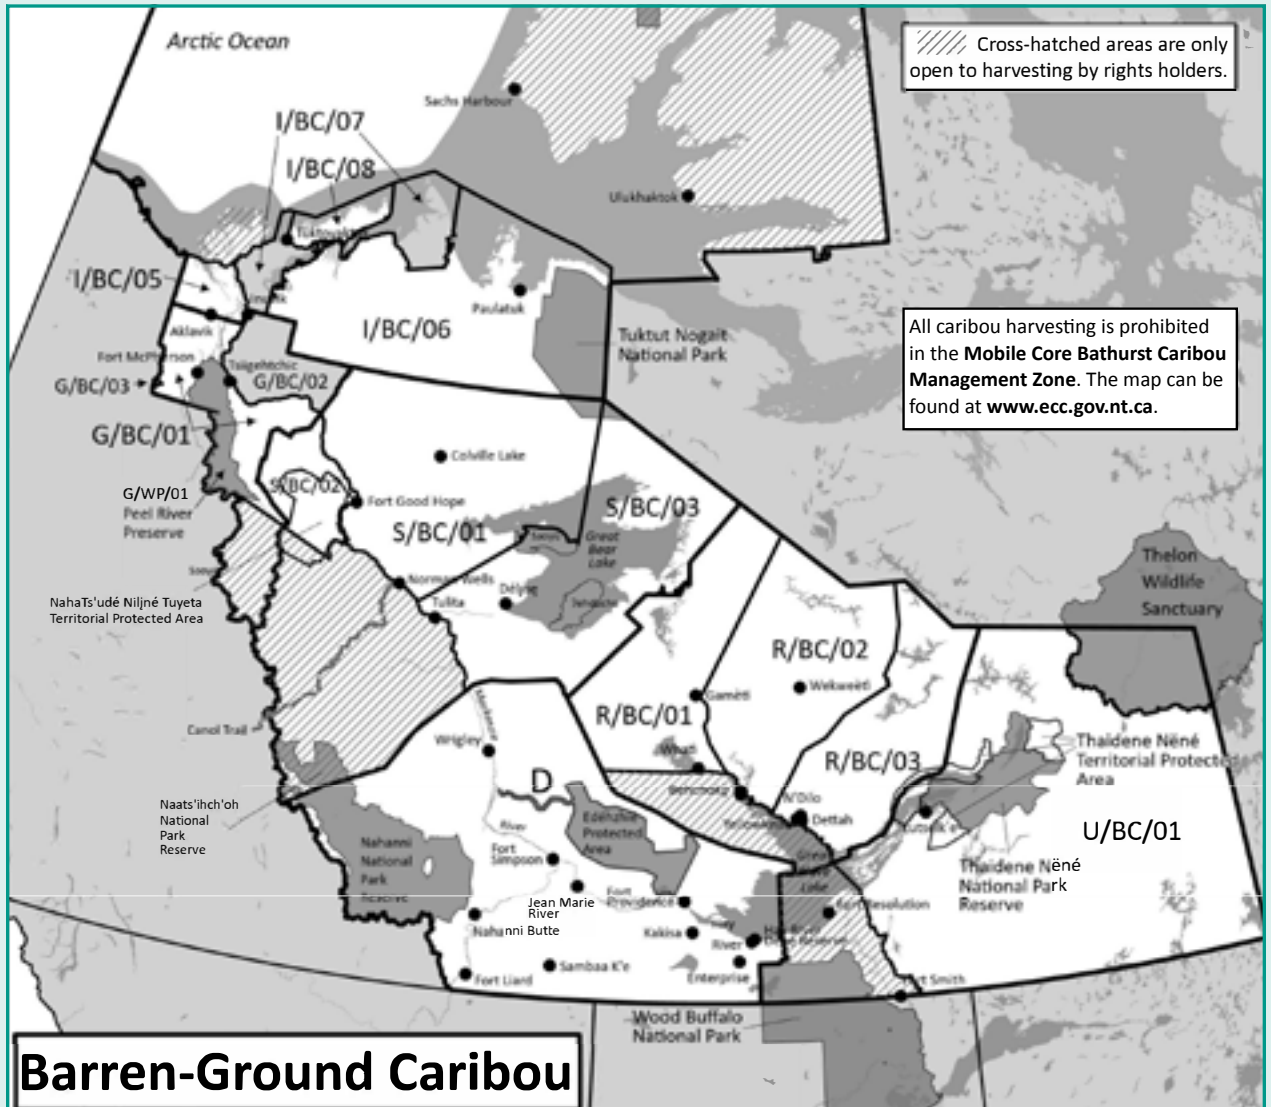 Arctic Ocean
Cross-hatched areas are only
open to harvesting by rights holders.
Sachs Harbour
I/BC/07
I/BC/08
Ulukhaktok
I/BC/05
Paulatuk
I/BC/06
Aklavik
Tuktut Nogait
National Park
All caribou harvesting is prohibited
in the Mobile Core Bathurst Caribou
Management Zone. The map can be
found at www.ecc.gov.nt.ca.
Fort McPherson
Tsiigehtchic
G/BC/03
G/BC/02
G/BC/01
Colville Lake
S/BC/02
G/WP/01
Peel River
Preserve
Fort Good Hope
S/BC/03
S/BC/01
Great
Bear
Lake
Thelon
Wildlife
Sanctuary
Norman Wells
Délı̨nę
Tulita
NahaTs'udé Niljné Tuyeta
Territorial Protected Area
R/BC/02
Wekweètì
Gamètì
R/BC/01
Canol Trail
Wrigley
R/BC/03
Thaidene Nëné
Territorial Protected
Area
D
Naats'ihch'oh
National
Park
Reserve
N'Dilo
Dettah
Edéhzhíe
Protected
Area
U/BC/01
Nahanni
National
Park
Reserve
River
Fort
Simpson
Great
Slave
Lake
Thaidene Nëné
National Park
Reserve
Jean Marie
River
Fort
Providence
Fort Resolution
Nahanni Butte
Kakisa
Hay
River
Sambaa K'e
Fort Liard
Enterprise
Fort Smith
Wood Buffalo
National Park
Barren-Ground Caribou